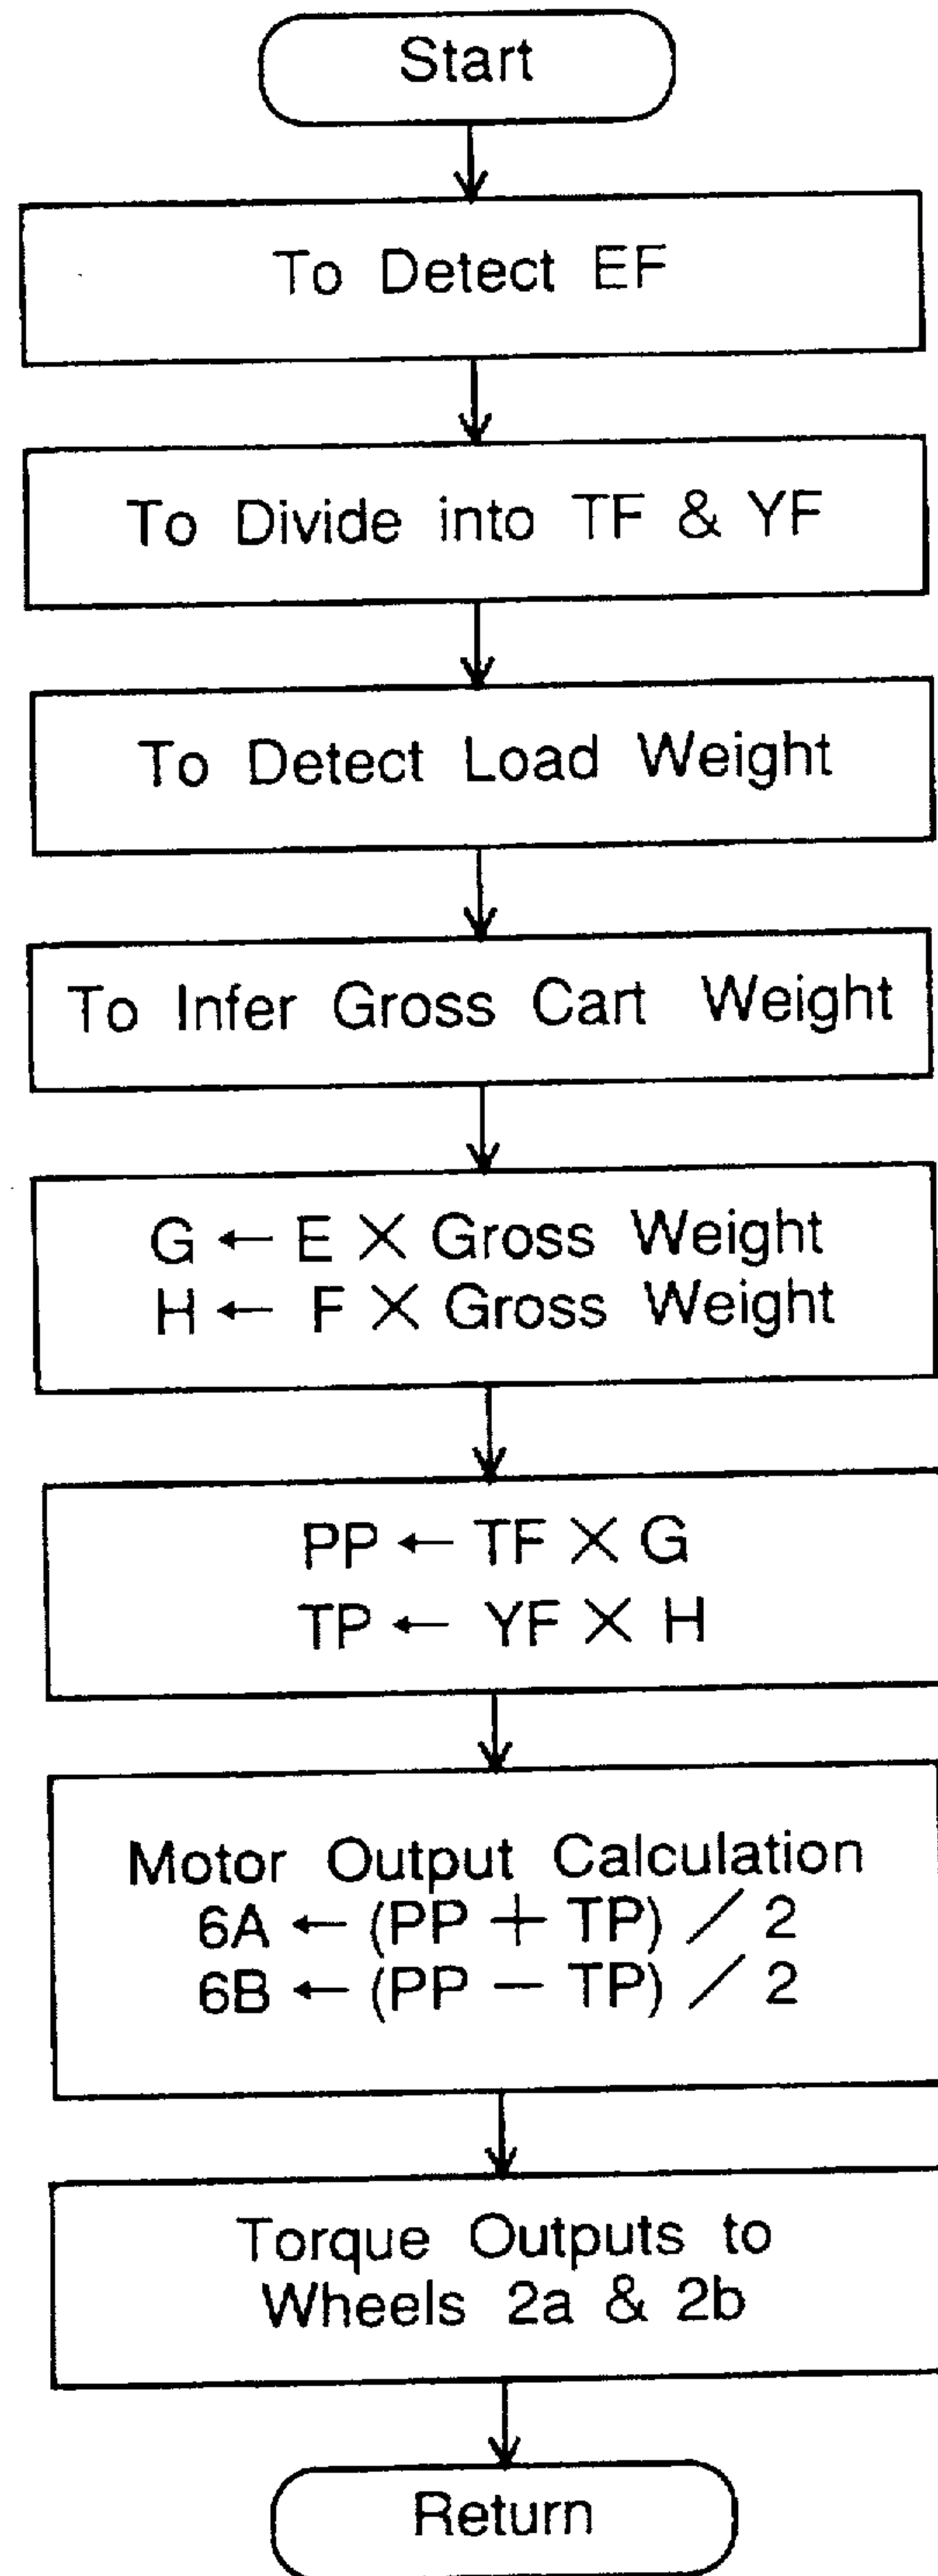 Start
To Detect EF
To Divide into TF & YF
To Detect Load Weight
To Infer Gross Cart Weight
G ← E × Gross Weight
H ← F × Gross Weight
PP ← TF × G
TP ← YF × H
Motor Output Calculation
6A ← (PP + TP) / 2
6B ← (PP − TP) / 2
Torque Outputs to
Wheels 2a & 2b
Return